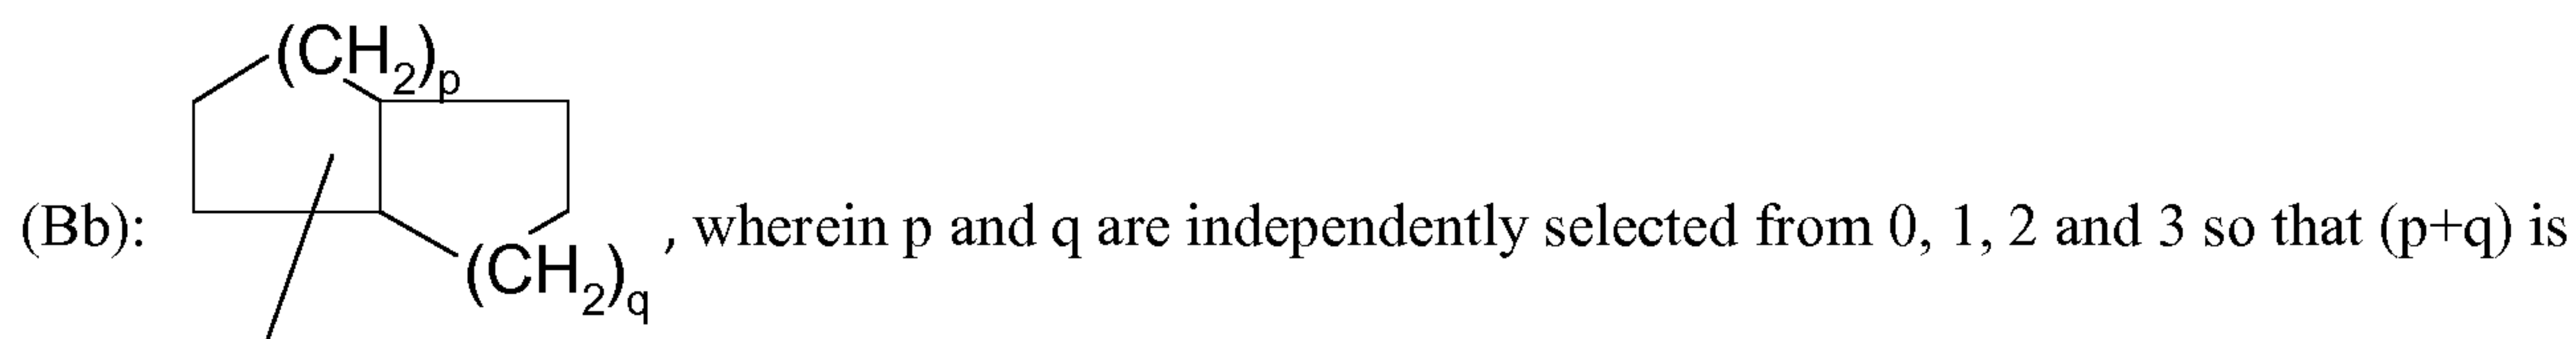 (CH2)p
(Bb): , wherein p and q are independently selected from 0, 1, 2 and 3 so that (p+q) is
(CH2)q